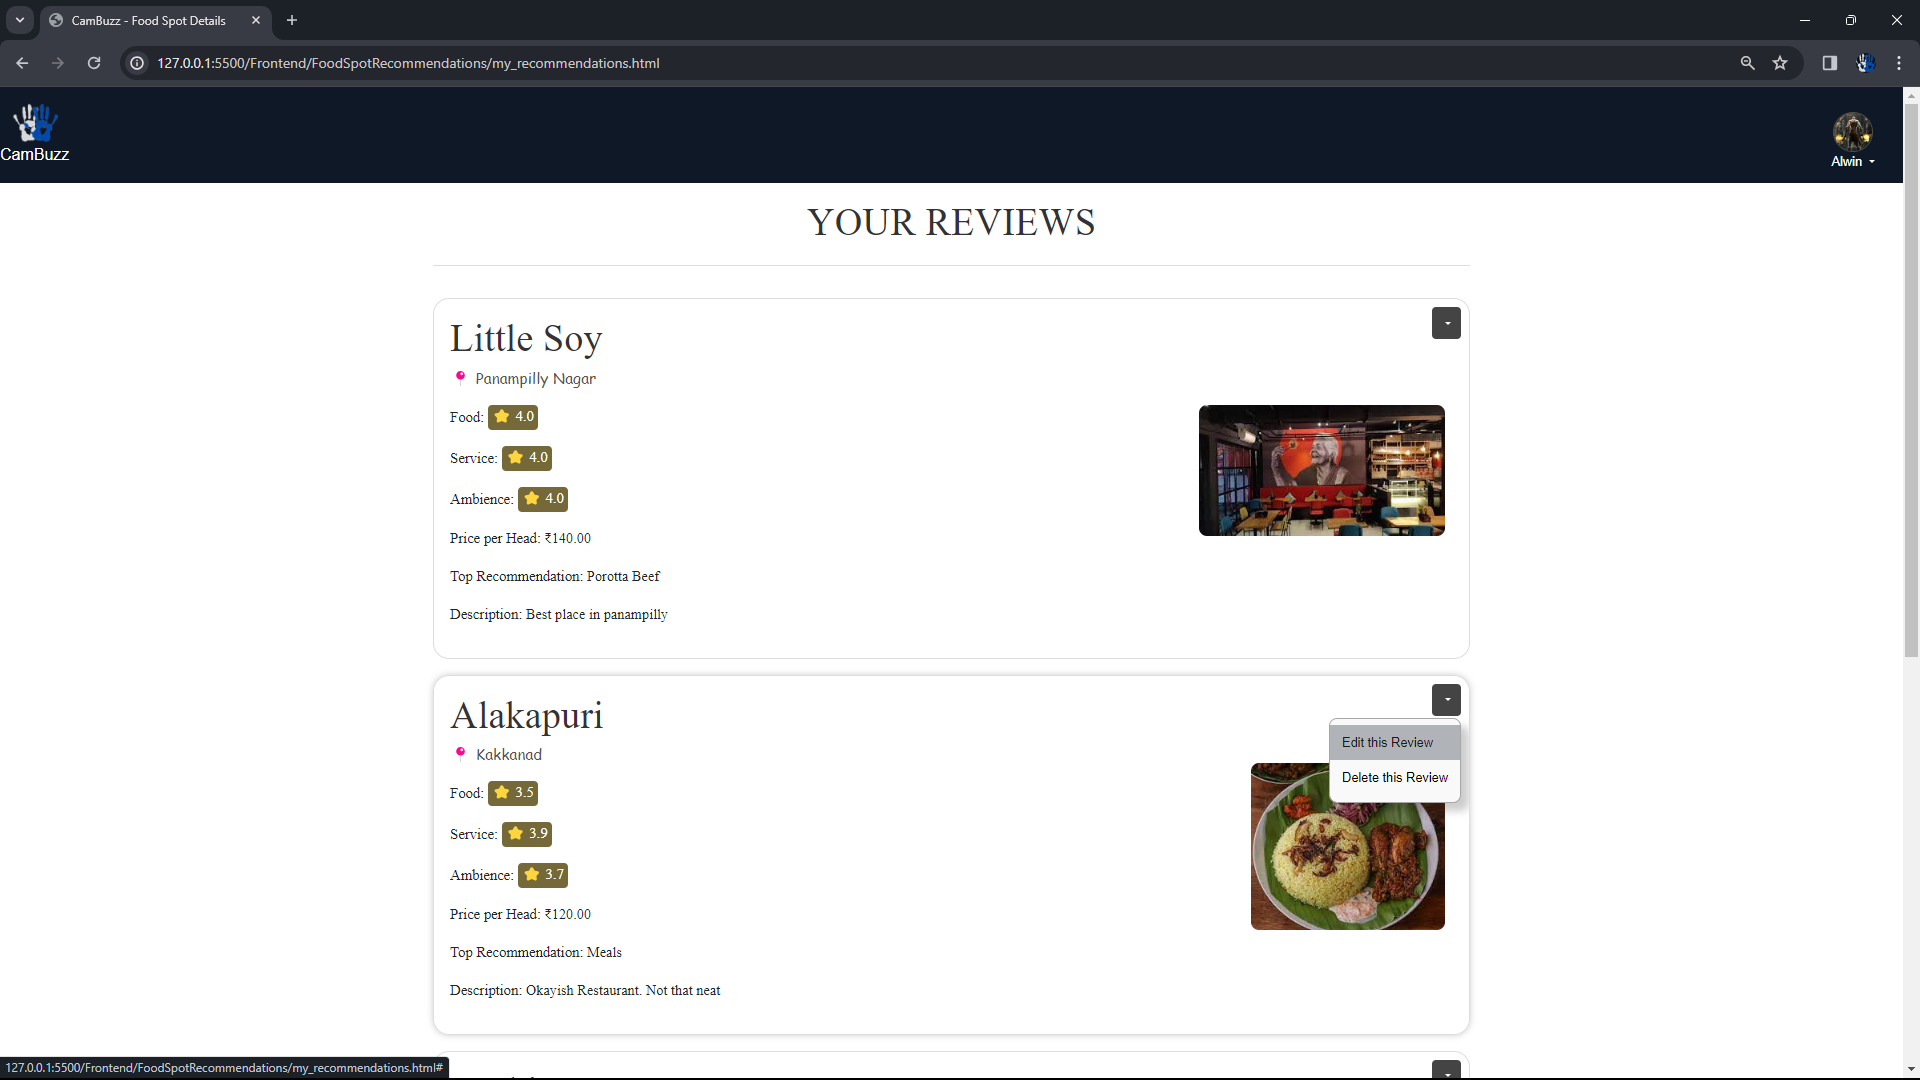 CamBuzz - Food Spot Details
127.0.0.1:5500/Frontend/FoodSpotRecommendations/my_recommendations.html
CamBuzz
Alwin
YOUR REVIEWS
Little Soy
Panampilly Nagar
Food: 4.0
Service: 4.0
Ambience: 4.0
Price per Head: ₹140.00
Top Recommendation: Porotta Beef
Description: Best place in panampilly
Alakapuri
Kakkanad
Edit this Review
Delete this Review
Food: 3.5
Service: 3.9
Ambience: 3.7
Price per Head: ₹120.00
Top Recommendation: Meals
Description: Okayish Restaurant. Not that neat
127.0.0.1:5500/Frontend/FoodSpotRecommendations/my_recommendations.html#